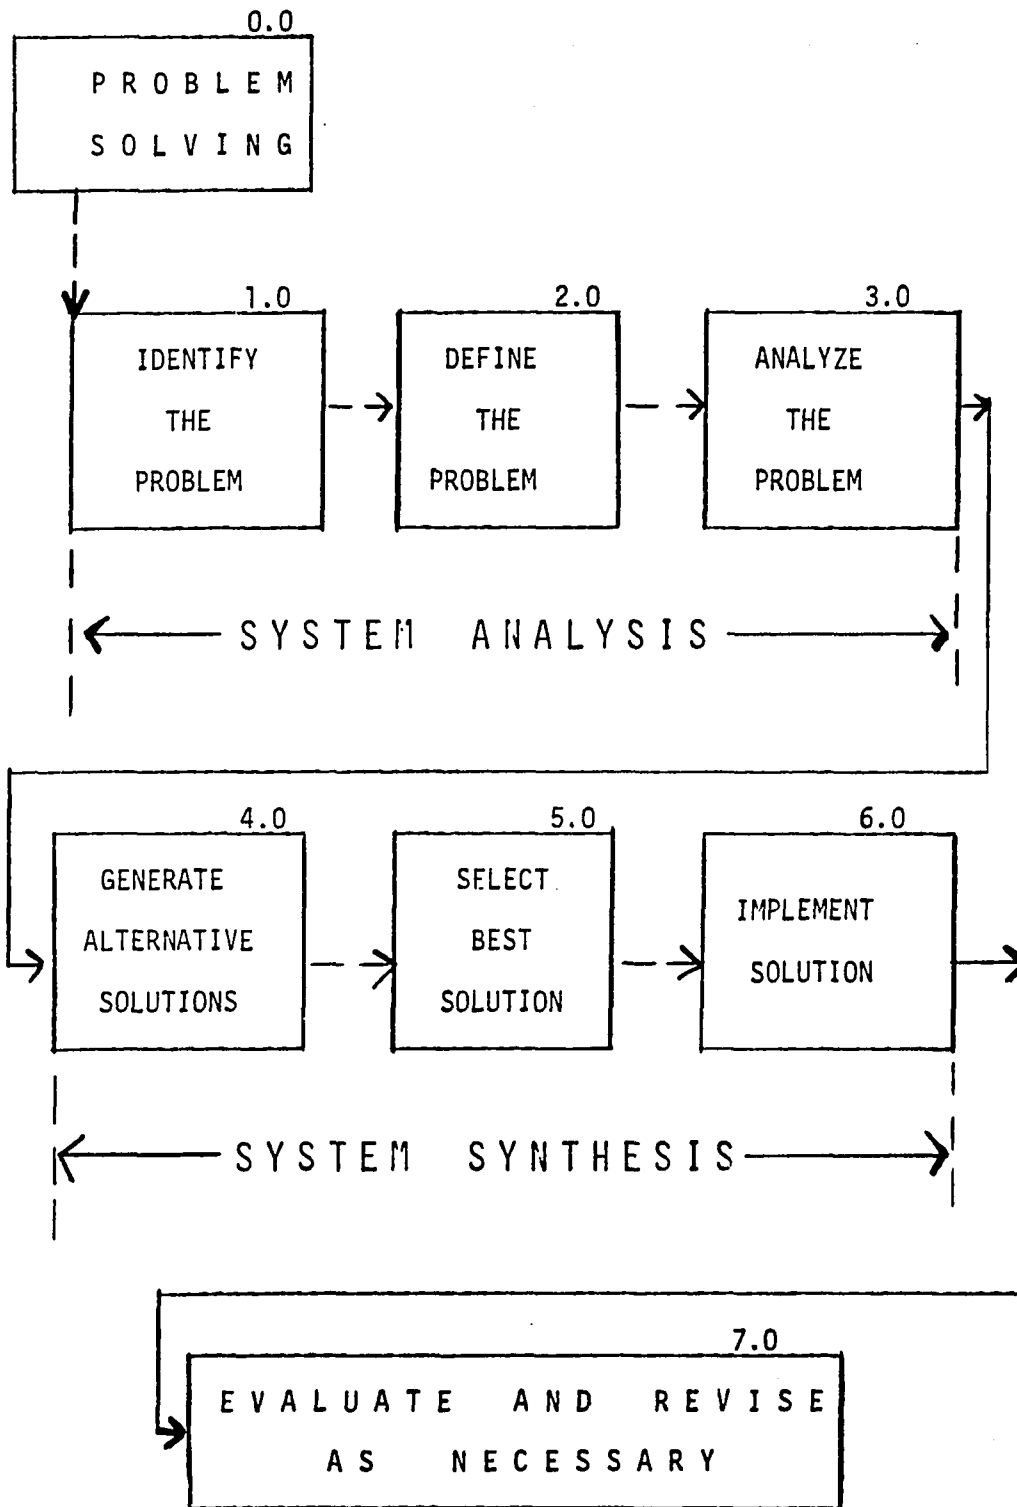 0.0
PROBLEM
SOLVING
1.0
IDENTIFY
THE
PROBLEM
2.0
DEFINE
THE
PROBLEM
3.0
ANALYZE
THE
PROBLEM
SYSTEM ANALYSIS
4.0
GENERATE
ALTERNATIVE
SOLUTIONS
5.0
SELECT
BEST
SOLUTION
6.0
IMPLEMENT
SOLUTION
SYSTEM SYNTHESIS
7.0
EVALUATE AND REVISE
AS NECESSARY